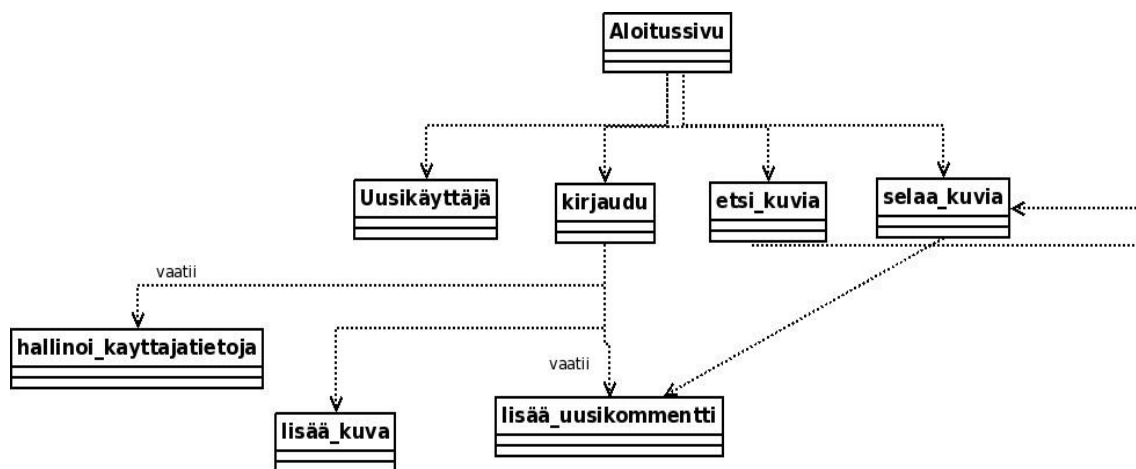 Aloitussivu
Uusikäyttäjä
kirjaudu
etsi_kuvia
selaa_kuvia
vaatii
hallinoi_kayttajatietoja
vaatii
lisää_kuva
lisää_uusikommentti